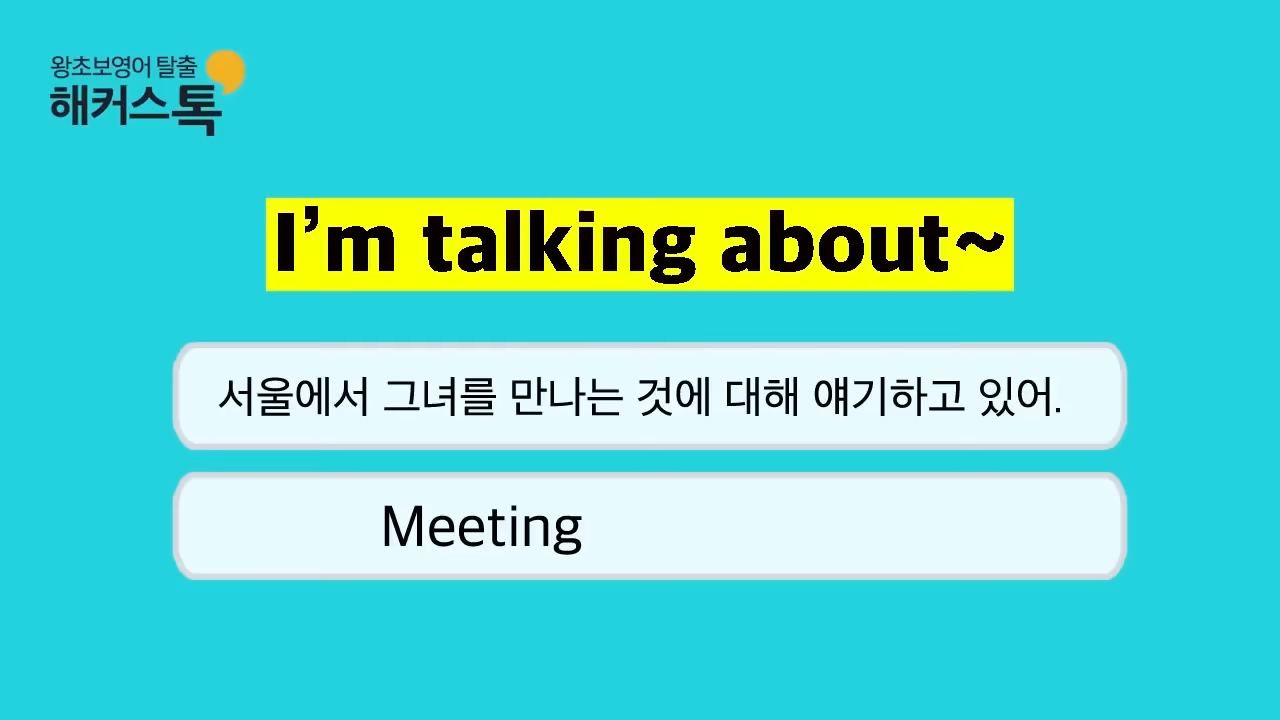 왕초보영어 탈출
해커스톡
I’m talking about~
서울에서 그녀를 만나는 것에 대해 얘기하고 있어.
Meeting